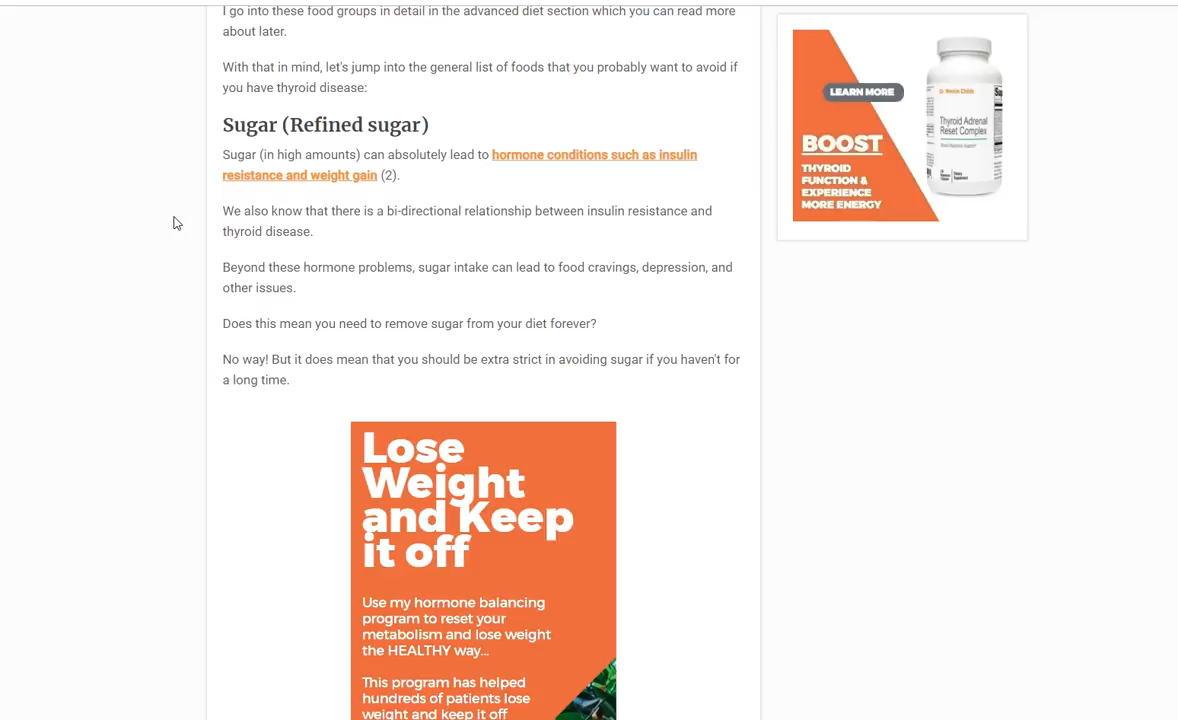 I go into these food groups in detail in the advanced diet section which you can read more
about later.
With that in mind, let's jump into the general list of foods that you probably want to avoid if
you have thyroid disease:
Sugar (Refined sugar)
Sugar (in high amounts) can absolutely lead to hormone conditions such as insulin
resistance and weight gain (2).
We also know that there is a bi-directional relationship between insulin resistance and
thyroid disease.
Beyond these hormone problems, sugar intake can lead to food cravings, depression, and
other issues.
Does this mean you need to remove sugar from your diet forever?
No way! But it does mean that you should be extra strict in avoiding sugar if you haven't for
a long time.
Lose
Weight
and Keep
it off
Use my hormone balancing
program to reset your
metabolism and lose weight
the HEALTHY way...
This program has helped
hundreds of patients lose
weight and keep it off
LEARN MORE
BOOST
THYROID
FUNCTION &
EXPERIENCE
MORE ENERGY
Dr. Westin Childs
Thyroid Adrenal
Reset Complex